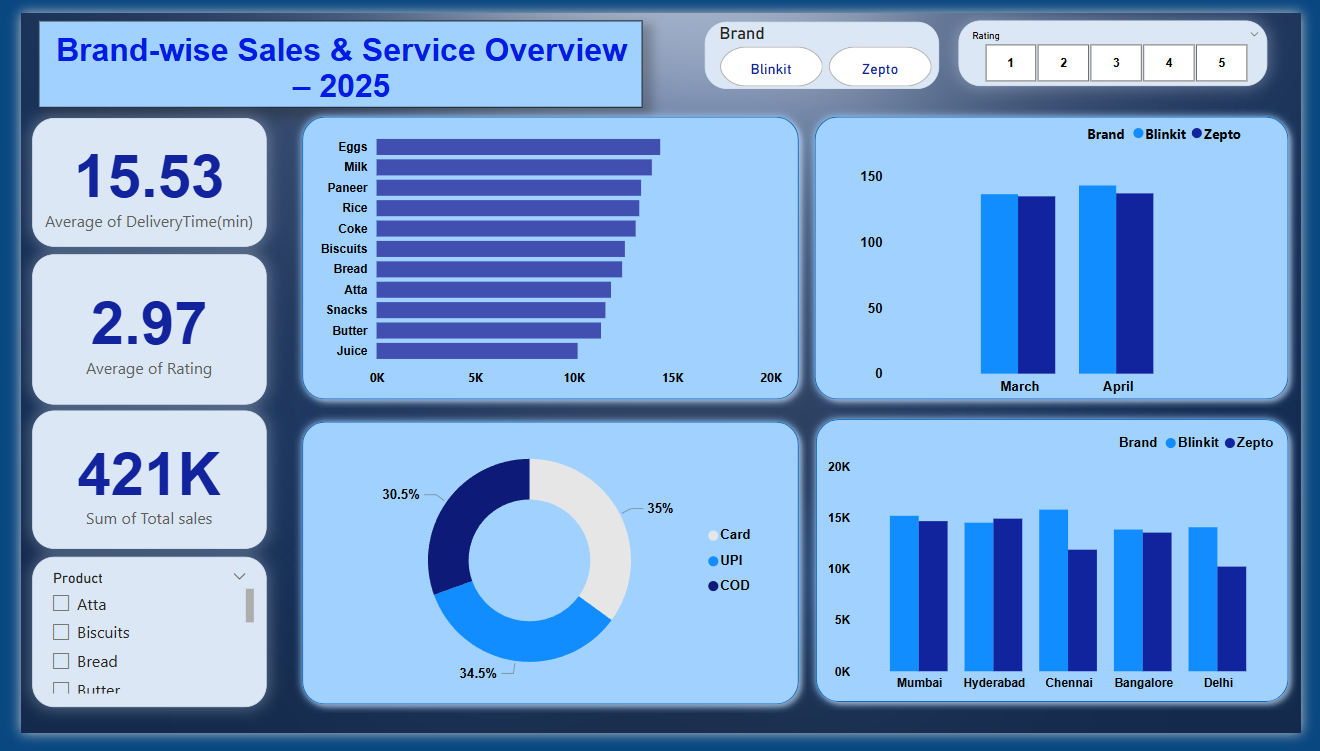 Brand-wise Sales & Service Overview
– 2025
Brand
Blinkit Zepto
Rating
1 2 3 4 5
15.53
Average of DeliveryTime(min)
2.97
Average of Rating
421K
Sum of Total sales
Product
Atta
Biscuits
Bread
Butter
Eggs
Milk
Paneer
Rice
Coke
Biscuits
Bread
Atta
Snacks
Butter
Juice
0K 5K 10K 15K 20K
Brand Blinkit Zepto
150
100
50
0
March April
30.5%
35%
34.5%
Card
UPI
COD
Brand Blinkit Zepto
20K
15K
10K
5K
0K
Mumbai Hyderabad Chennai Bangalore Delhi